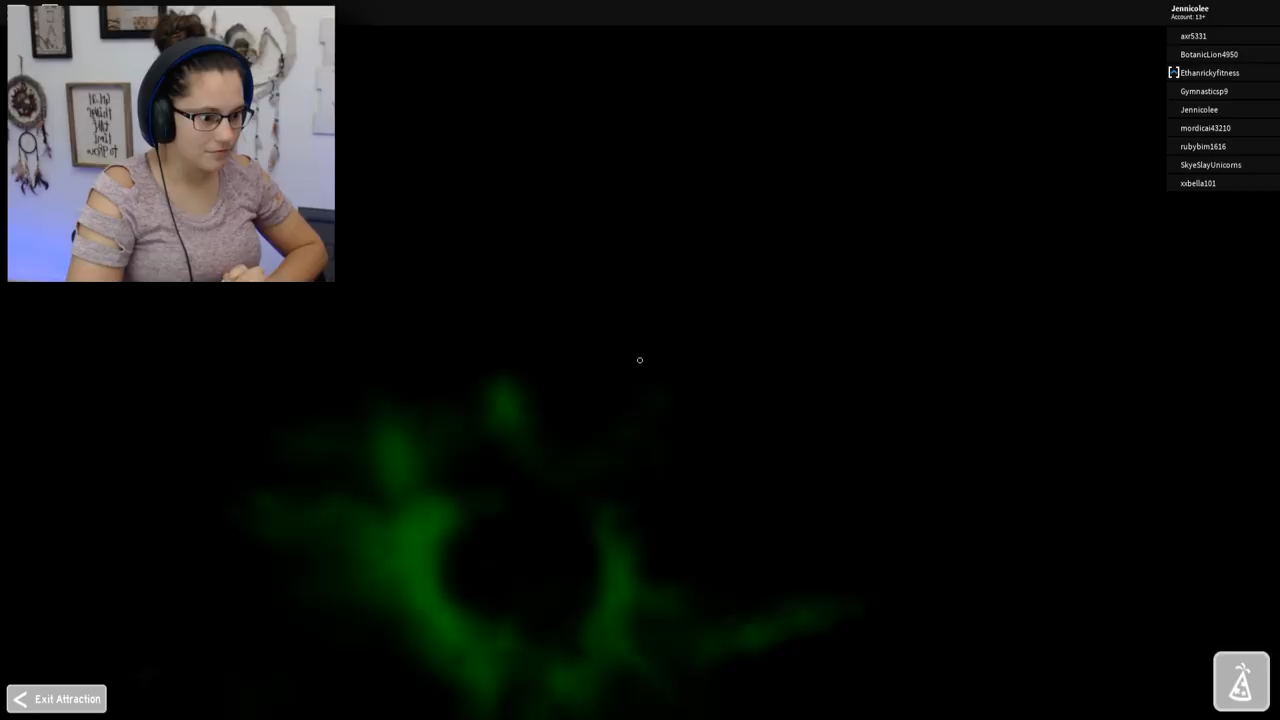 Jennicolee
Account: 13+
axr5331
BotanicLion4950
Ethanrickyfitness
Gymnasticsp9
Jennicolee
mordicai43210
rubybim1616
SkyeSlayUnicorns
xxbella101
Exit Attraction